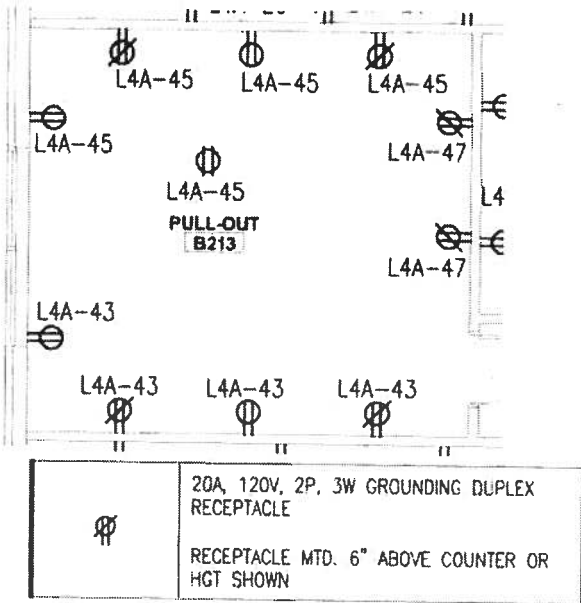 L4A-45
L4A-45
L4A-45
L4A-45
L4A-47
L4A-45
L4
PULL-OUT
B213
L4A-47
L4A-43
L4A-43
L4A-43
L4A-43
20A, 120V, 2P, 3W GROUNDING DUPLEX
RECEPTACLE
RECEPTACLE MTD. 6" ABOVE COUNTER OR
HGT SHOWN